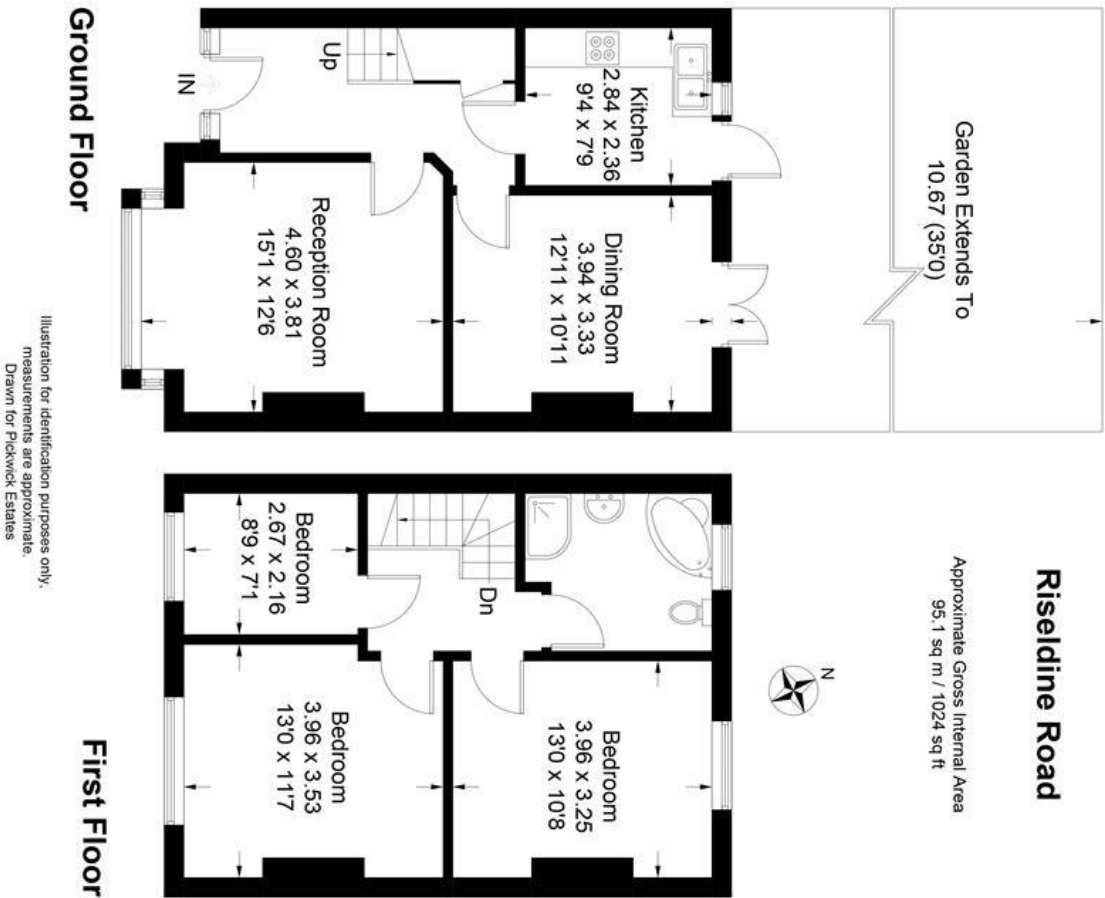 Riseldine Road
Approximate Gross Internal Area
95.1 sq m / 1024 sq ft
N
Garden Extends To
10.67 (35'0)
Kitchen
2.84 x 2.36
9'4 x 7'9
Dining Room
3.94 x 3.33
12'11 x 10'11
Up
IN
Reception Room
4.60 x 3.81
15'1 x 12'6
Ground Floor
Dn
Bedroom
3.96 x 3.25
13'0 x 10'8
Bedroom
2.67 x 2.16
8'9 x 7'1
Bedroom
3.96 x 3.53
13'0 x 11'7
First Floor
Illustration for identification purposes only,
measurements are approximate.
Drawn for Pickwick Estates